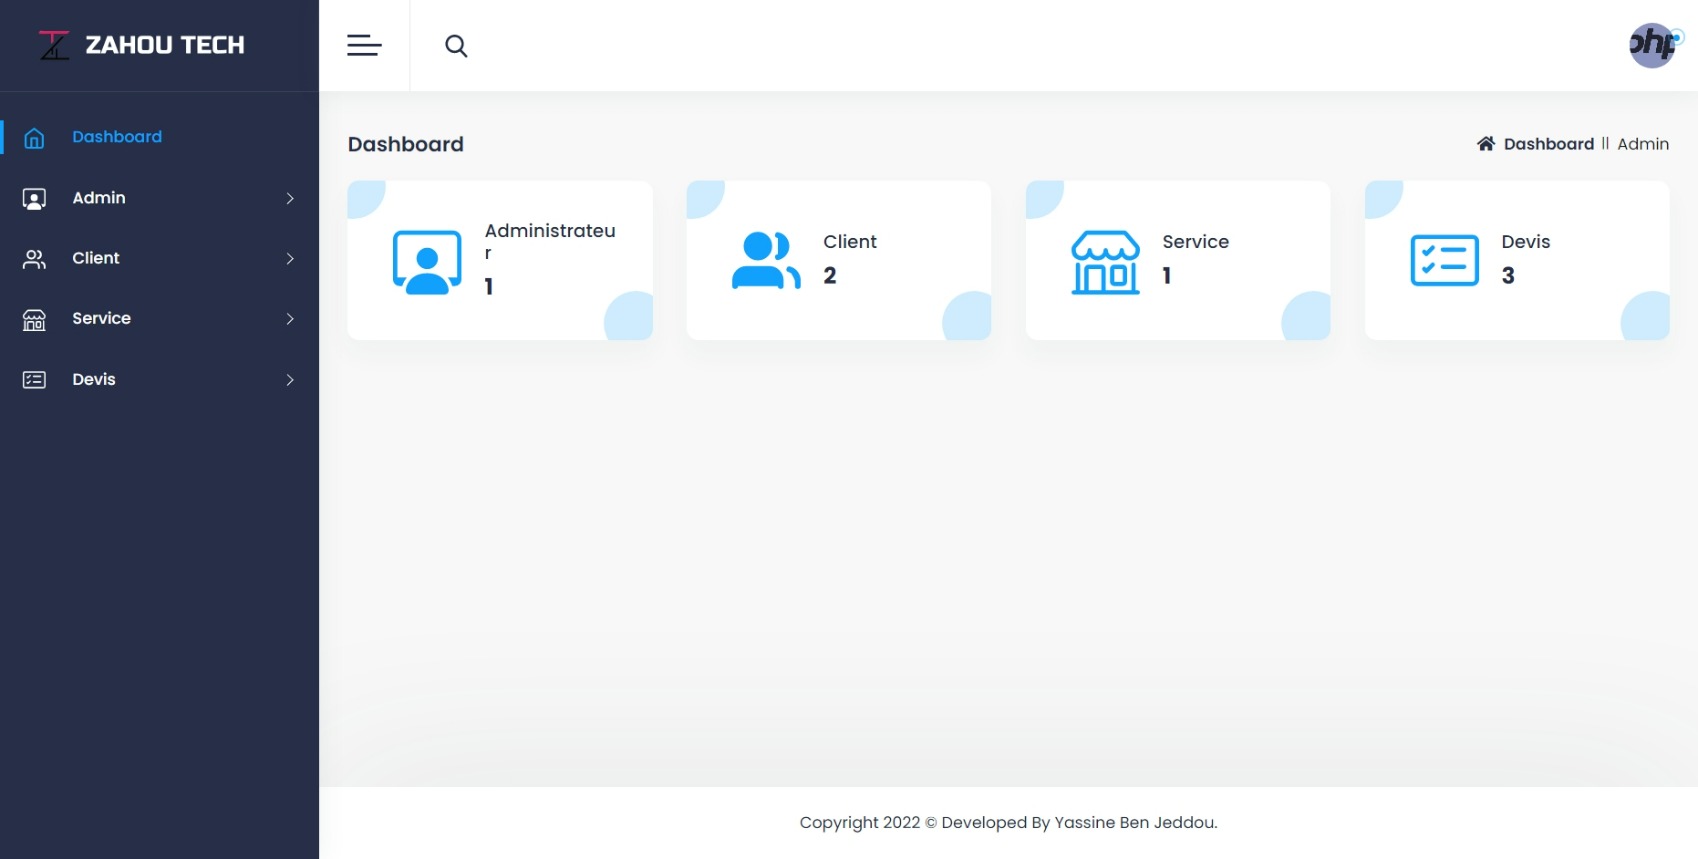 ZAHOU TECH
php
Dashboard
Admin
Client
Service
Devis
Dashboard
Dashboard || Admin
Administrateu
r
1
Client
2
Service
1
Devis
3
Copyright 2022 © Developed By Yassine Ben Jeddou.